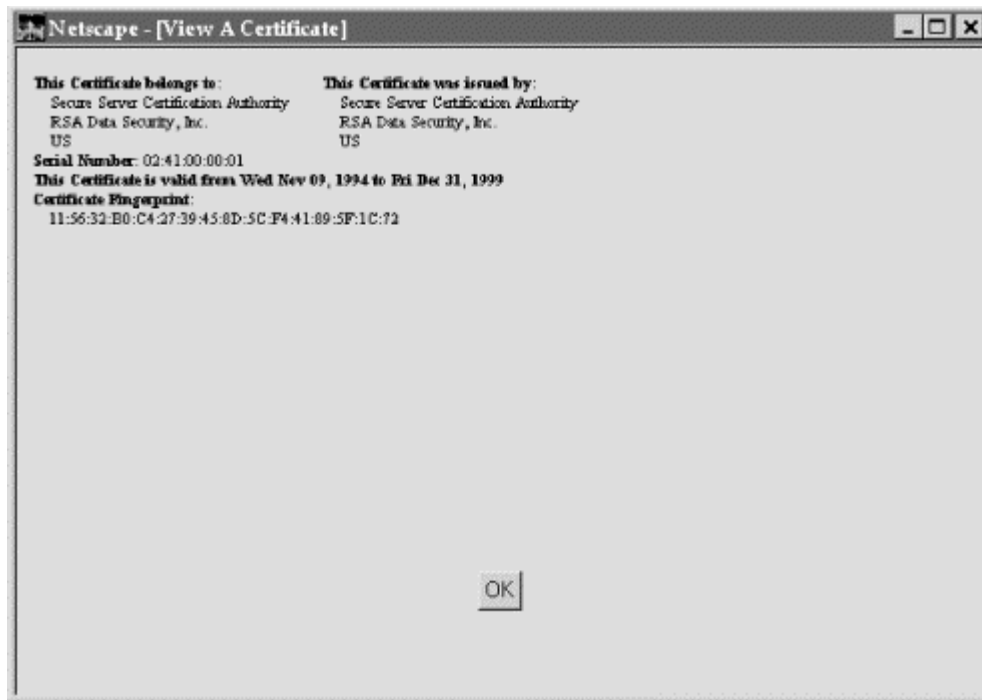 Netscape - [View A Certificate]
This Certificate belongs to:
Secure Server Certification Authority
RSA Data Security, Inc.
US
This Certificate was issued by:
Secure Server Certification Authority
RSA Data Security, Inc.
US
Serial Number: 02:41:00:00:01
This Certificate is valid from Wed Nov 09, 1994 to Fri Dec 31, 1999
Certificate Fingerprint:
11:56:32:B0:C4:27:39:45:8D:5C:F4:41:89:5F:1C:72
OK